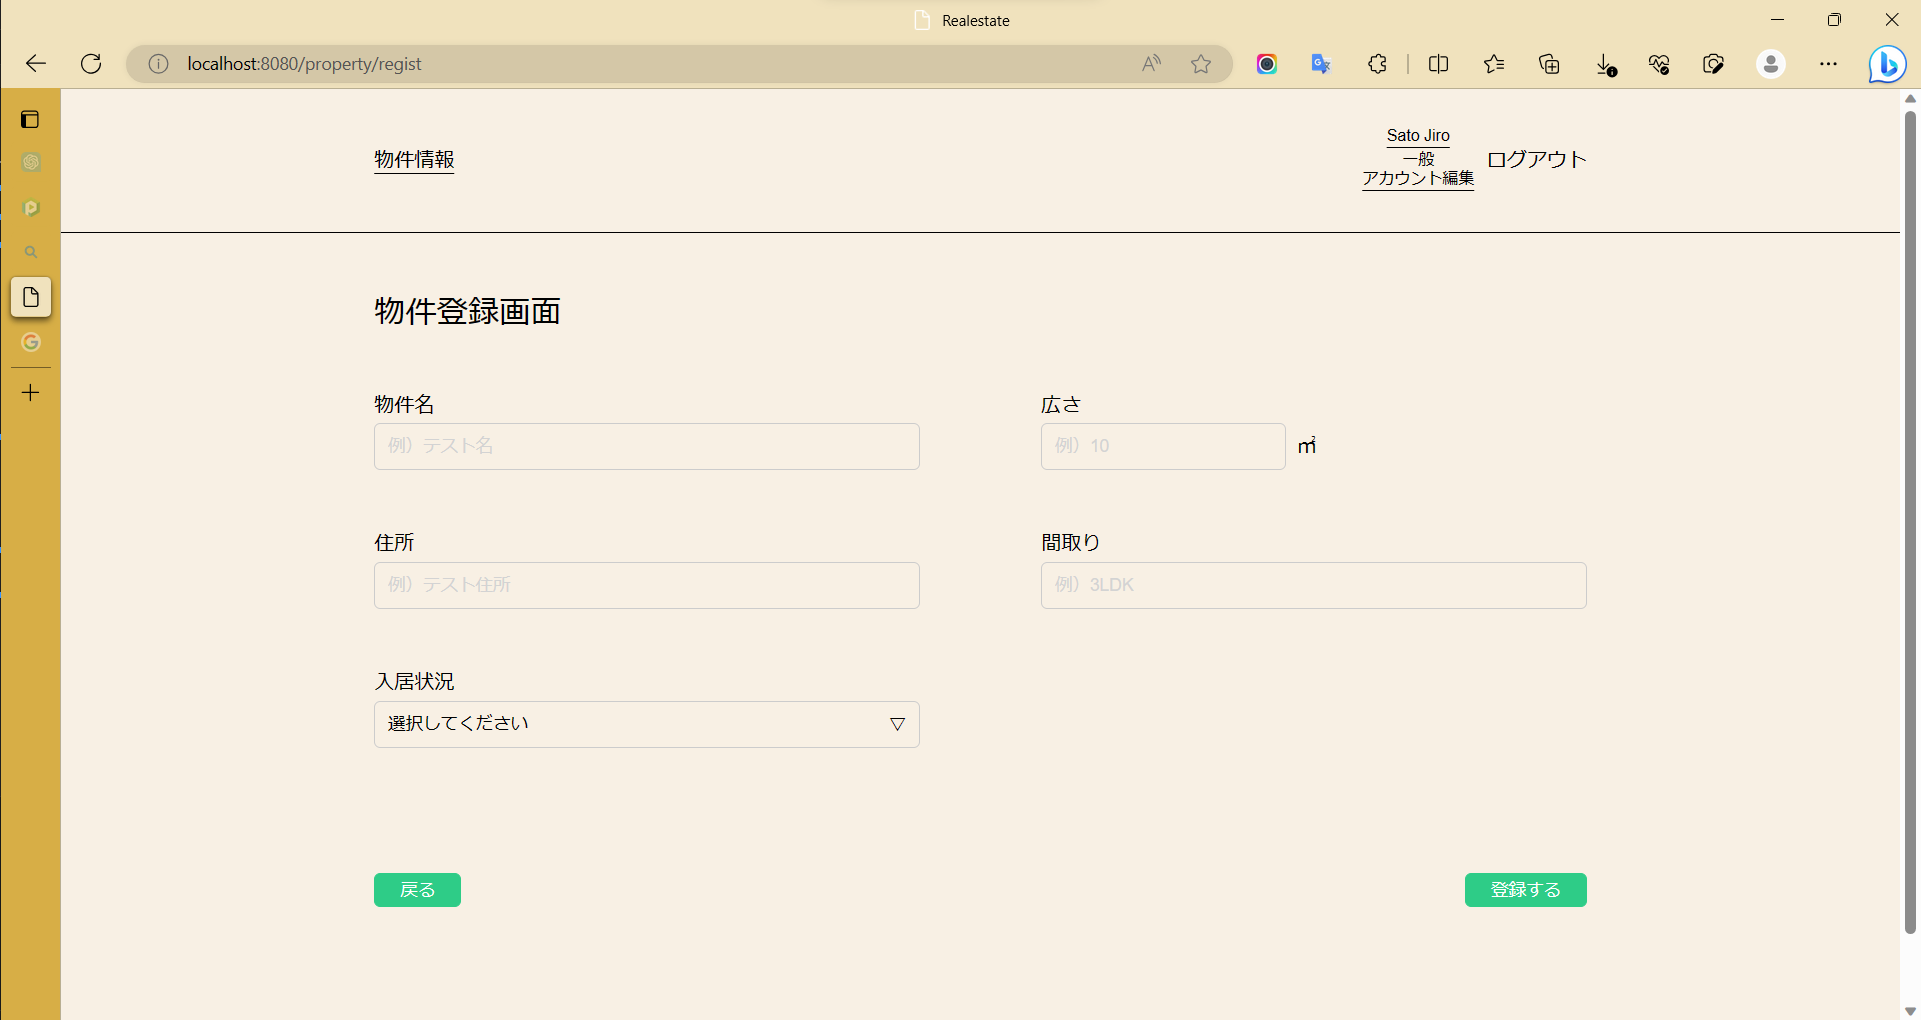 Realestate
localhost:8080/property/regist
物件情報
Sato Jiro
一般
アカウント編集
ログアウト
物件登録画面
物件名
広さ
例）テスト名
例）10
㎡
住所
間取り
例）テスト住所
例）3LDK
入居状況
選択してください ▽
戻る
登録する